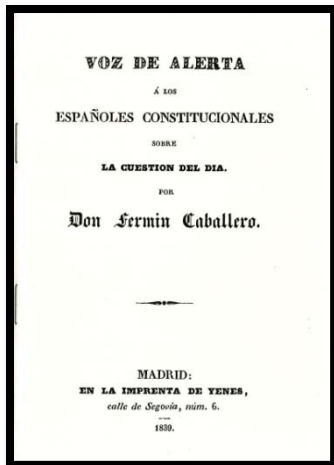 VOZ DE ALERTA
Á LOS
ESPAÑOLES CONSTITUCIONALES
SOBRE
LA CUESTION DEL DIA.
POR
Don Fermin Caballero.
MADRID:
EN LA IMPRENTA DE YENES,
calle de Segovia, núm. 6.
1839.